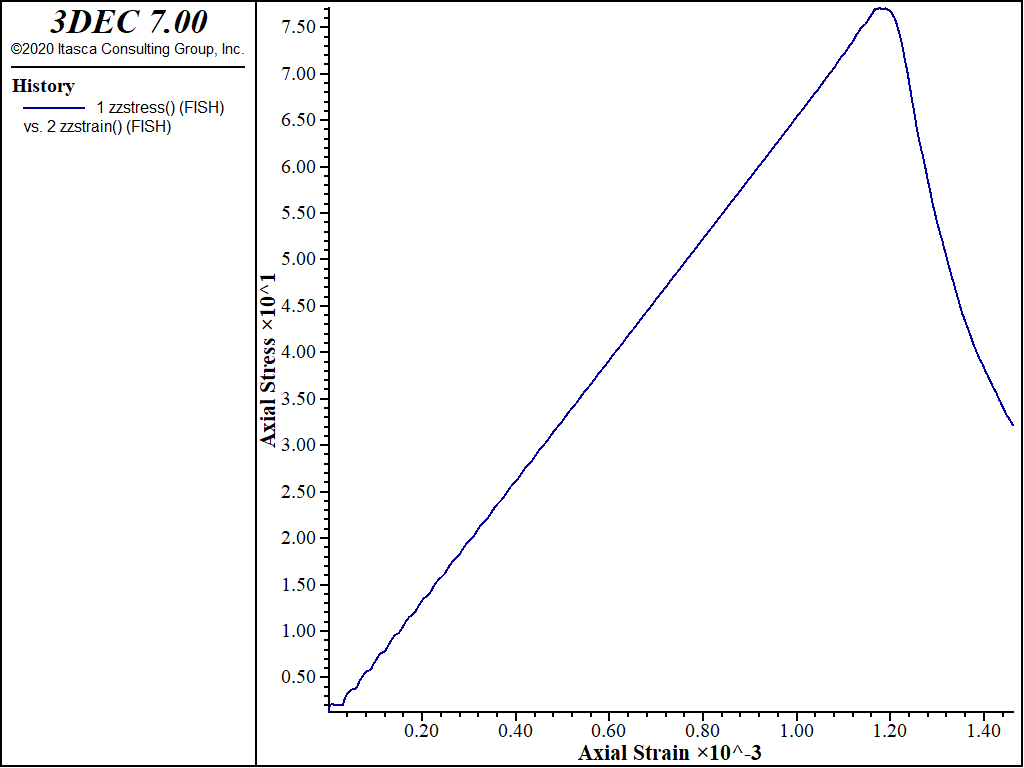 3DEC 7.00
©2020 Itasca Consulting Group, Inc.
History
1 zzstress() (FISH)
vs. 2 zzstrain() (FISH)
Axial Stress ×10^1
7.50
7.00
6.50
6.00
5.50
5.00
4.50
4.00
3.50
3.00
2.50
2.00
1.50
1.00
0.50
0.20 0.40 0.60 0.80 1.00 1.20 1.40
Axial Strain ×10^-3